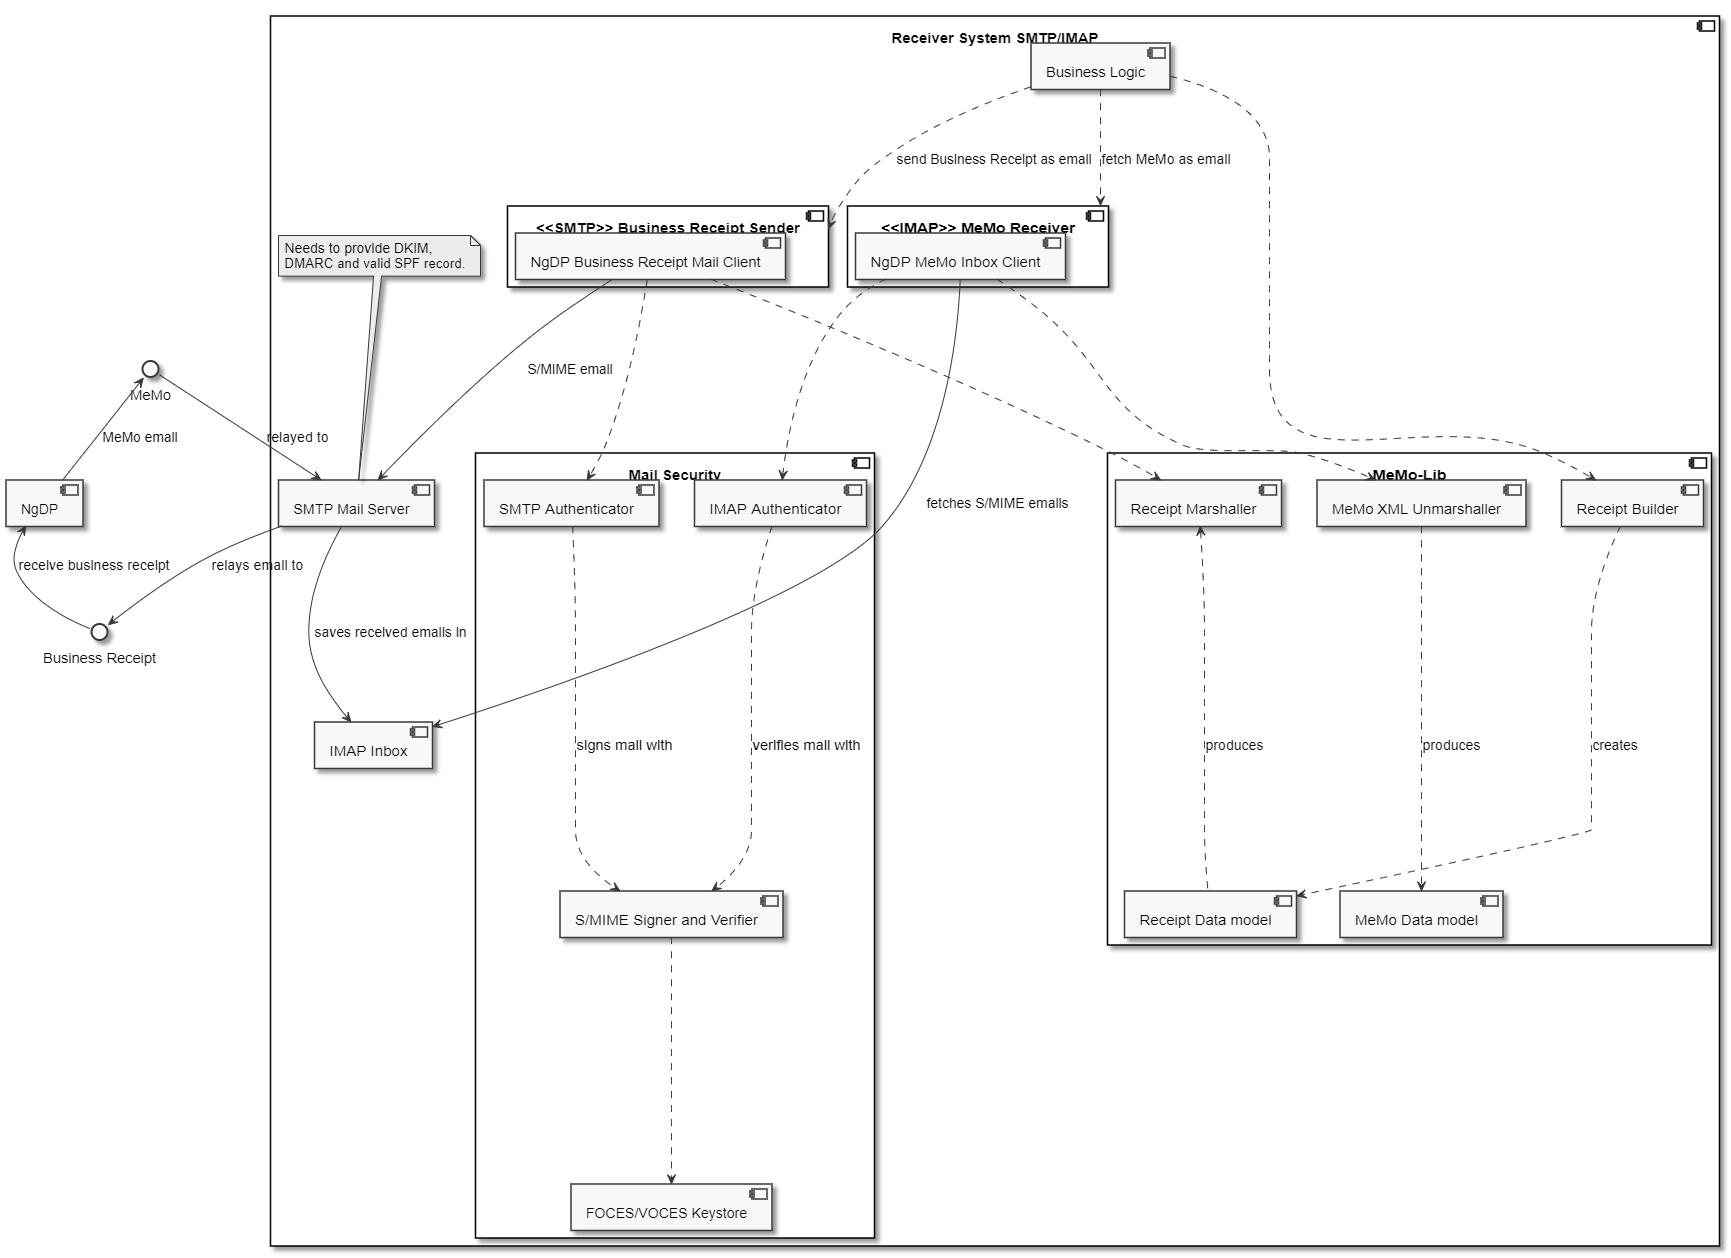 Receiver System SMTP/IMAP
Business Logic
send Business Receipt as email
fetch MeMo as email
<<SMTP>> Business Receipt Sender
NgDP Business Receipt Mail Client
<<IMAP>> MeMo Receiver
NgDP MeMo Inbox Client
Needs to provide DKIM,
DMARC and valid SPF record.
S/MIME email
MeMo
MeMo email
relayed to
NgDP
SMTP Mail Server
receive business receipt
relays email to
Business Receipt
saves received emails in
IMAP Inbox
fetches S/MIME emails
Mail Security
SMTP Authenticator
IMAP Authenticator
signs mail with
verifies mail with
S/MIME Signer and Verifier
FOCES/VOCES Keystore
MeMo-Lib
Receipt Marshaller
MeMo XML Unmarshaller
Receipt Builder
produces
produces
creates
Receipt Data model
MeMo Data model